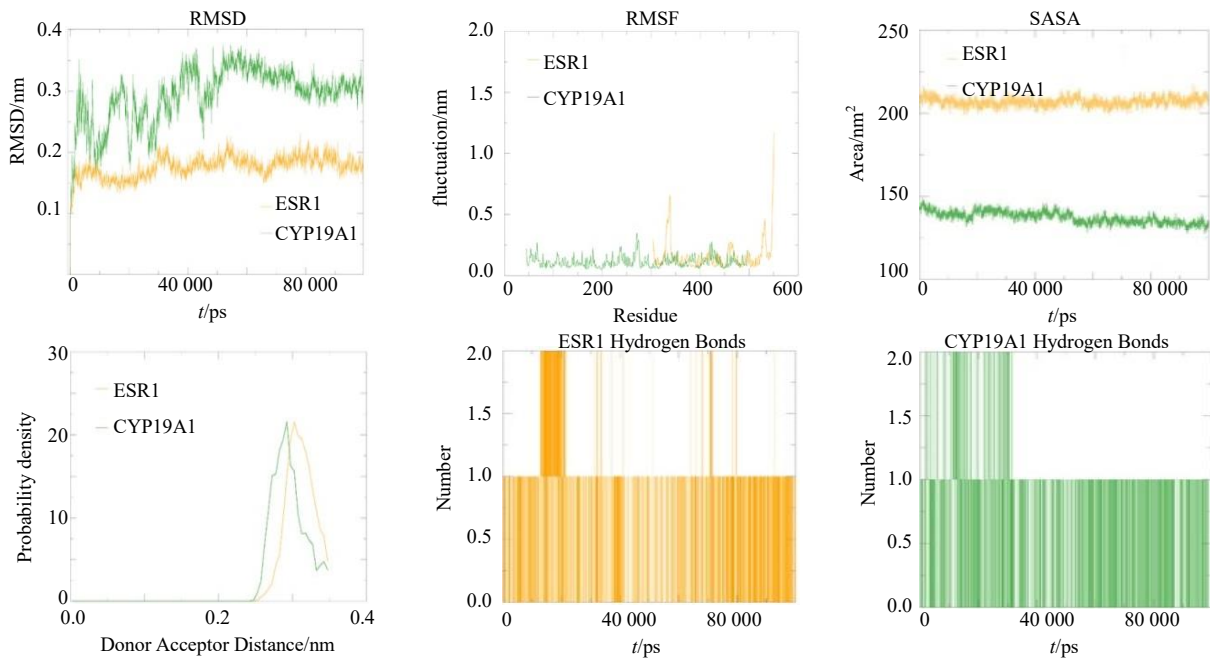 RMSD
0.4
0.3
0.2
0.1
RMSD/nm
ESR1
CYP19A1
40 000
80 000
t/ps
RMSF
2.0
1.5
1.0
0.5
0.0
fluctuation/nm
ESR1
CYP19A1
0
200
400
600
Residue
SASA
250
200
150
100
Area/nm²
ESR1
CYP19A1
0
40 000
80 000
t/ps
30
20
10
0
Probability density
ESR1
CYP19A1
0.0
0.2
0.4
Donor Acceptor Distance/nm
ESR1 Hydrogen Bonds
2.0
1.5
1.0
0.5
0.0
Number
0
40 000
80 000
t/ps
CYP19A1 Hydrogen Bonds
2.0
1.5
1.0
0.5
0.0
Number
0
40 000
80 000
t/ps